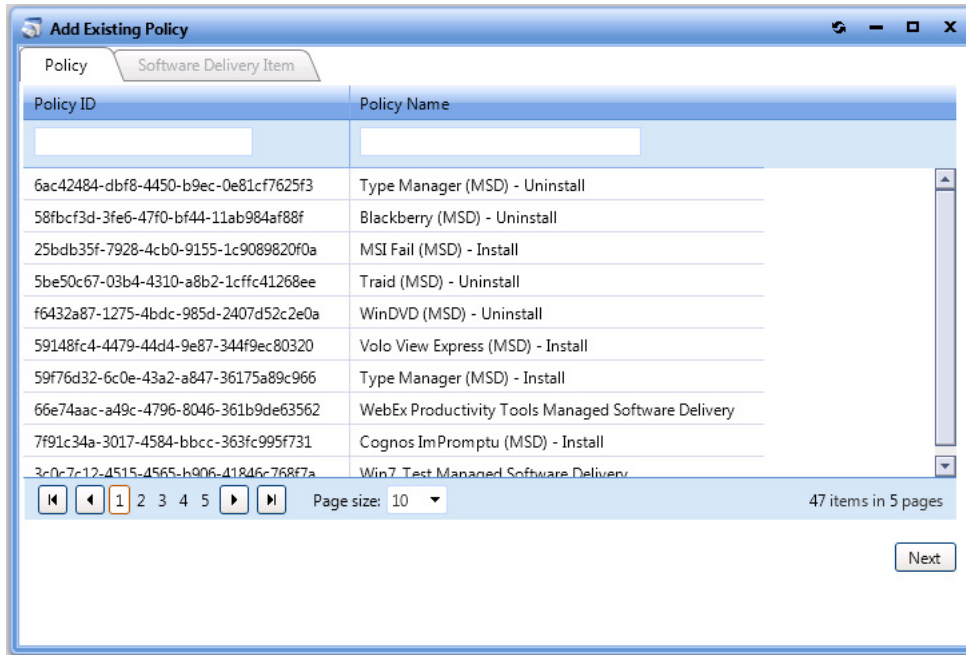 Add Existing Policy
Policy Software Delivery Item
Policy ID Policy Name
6ac42484-dbf8-4450-b9ec-0e81cf7625f3 Type Manager (MSD) - Uninstall
58fbcf3d-3fe6-47f0-bf44-11ab984af88f Blackberry (MSD) - Uninstall
25bdb35f-7928-4cb0-9155-1c9089820f0a MSI Fail (MSD) - Install
5be50c67-03b4-4310-a8b2-1cffc41268ee Traid (MSD) - Uninstall
f6432a87-1275-4bdc-985d-2407d52c2e0a WinDVD (MSD) - Uninstall
59148fc4-4479-44d4-9e87-344f9ec80320 Volo View Express (MSD) - Install
59f76d32-6c0e-43a2-a847-36175a89c966 Type Manager (MSD) - Install
66e74aac-a49c-4796-8046-361b9de63562 WebEx Productivity Tools Managed Software Delivery
7f91c34a-3017-4584-bbcc-363fc995f731 Cognos ImPromptu (MSD) - Install
3c0c7c12-4515-4565-b906-41846c768f7a Win7 Test Managed Software Delivery
1 2 3 4 5 Page size: 10 47 items in 5 pages
Next